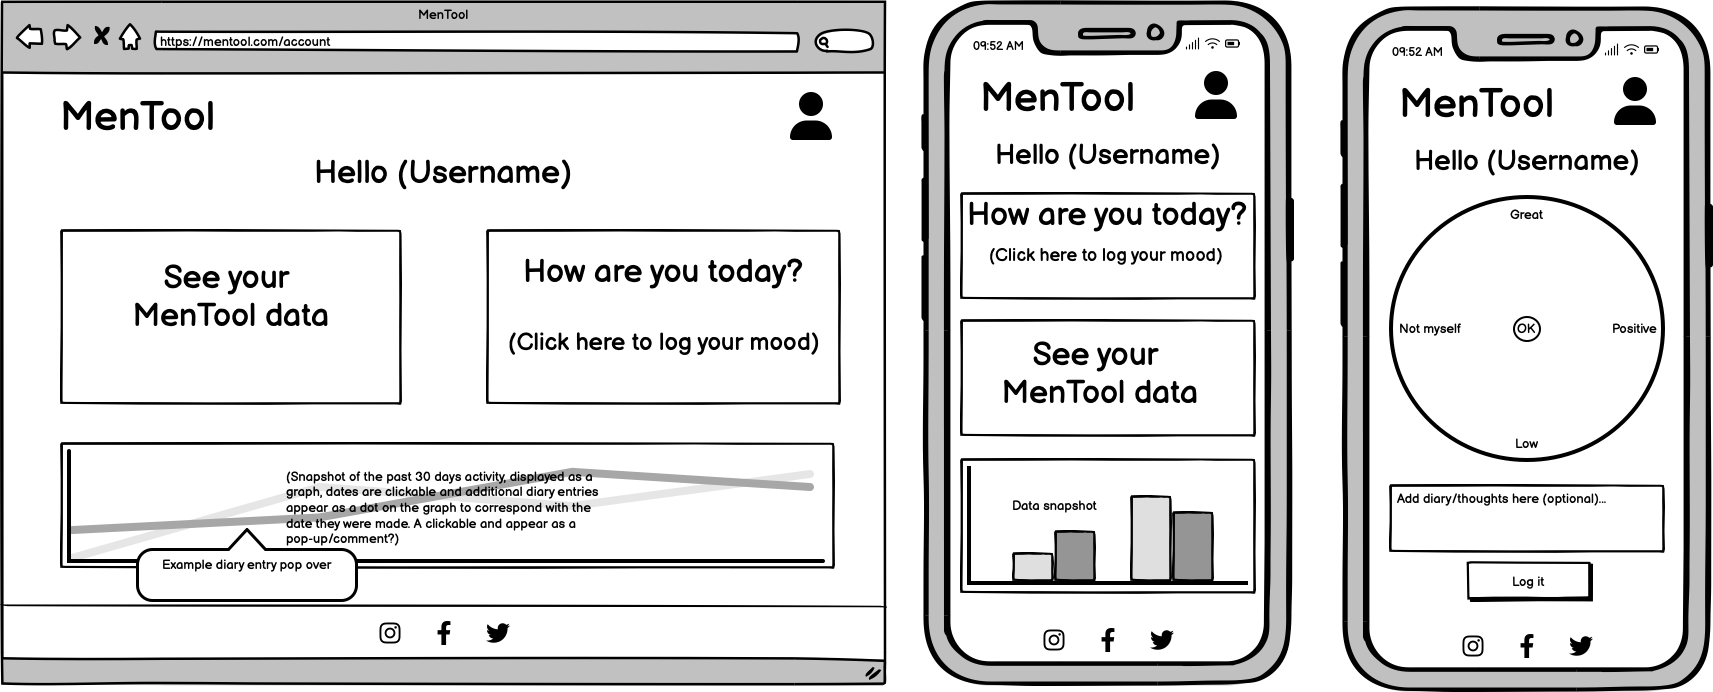 MenTool
https://mentool.com/account
MenTool
Hello (Username)
See your
MenTool data
How are you today?
(Click here to log your mood)
(Snapshot of the past 30 days activity, displayed as a
graph, dates are clickable and additional diary entries
appear as a dot on the graph to correspond with the
date they were made. A clickable and appear as a
pop-up/comment?)
Example diary entry pop over
09:52 AM
MenTool
Hello (Username)
How are you today?
(Click here to log your mood)
See your
MenTool data
Data snapshot
09:52 AM
MenTool
Hello (Username)
Great
Not myself
OK
Positive
Low
Add diary/thoughts here (optional)...
Log it